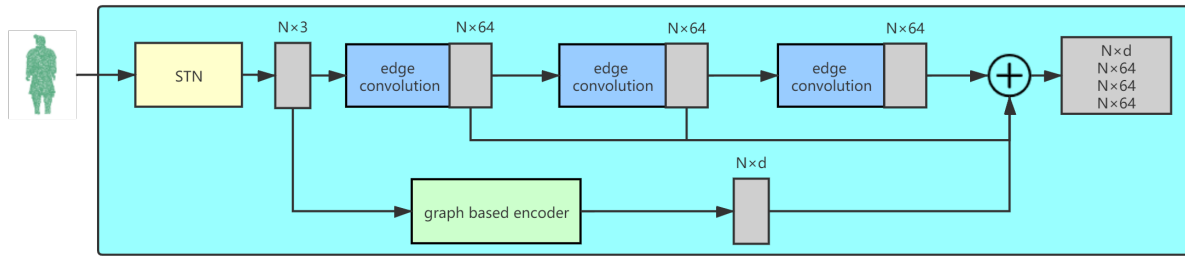 N×3
N×64
N×64
N×64
STN
edge
convolution
edge
convolution
edge
convolution
N×d
N×64
N×64
N×64
N×d
graph based encoder